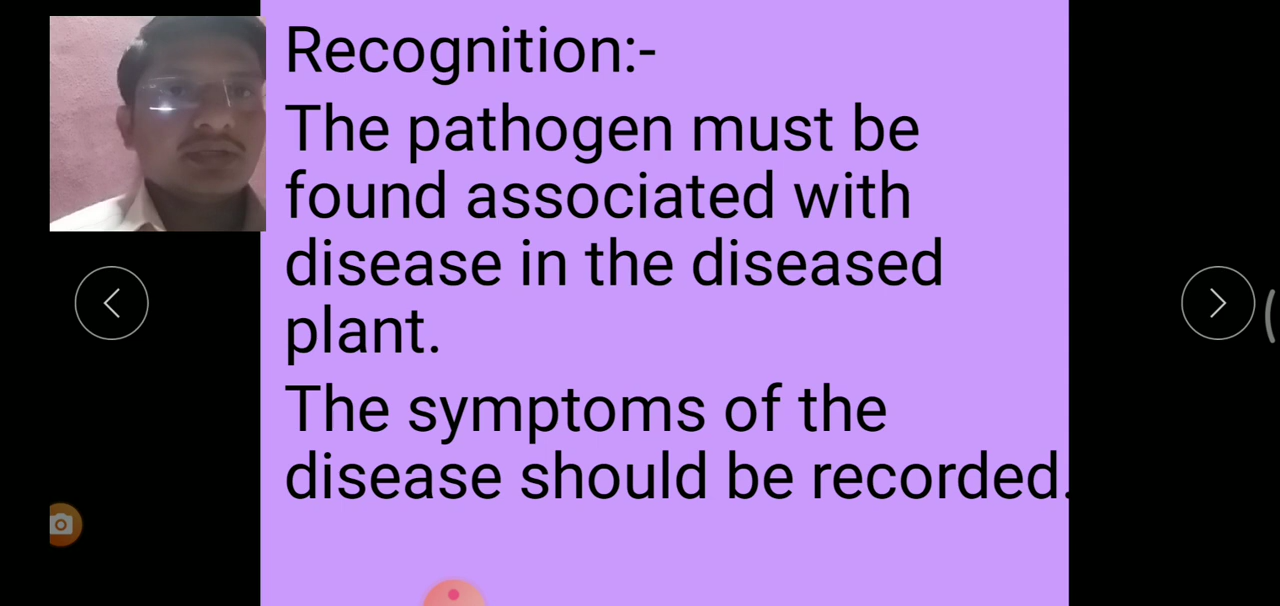 Recognition:-
The pathogen must be
found associated with
disease in the diseased
plant.
The symptoms of the
disease should be recorded.